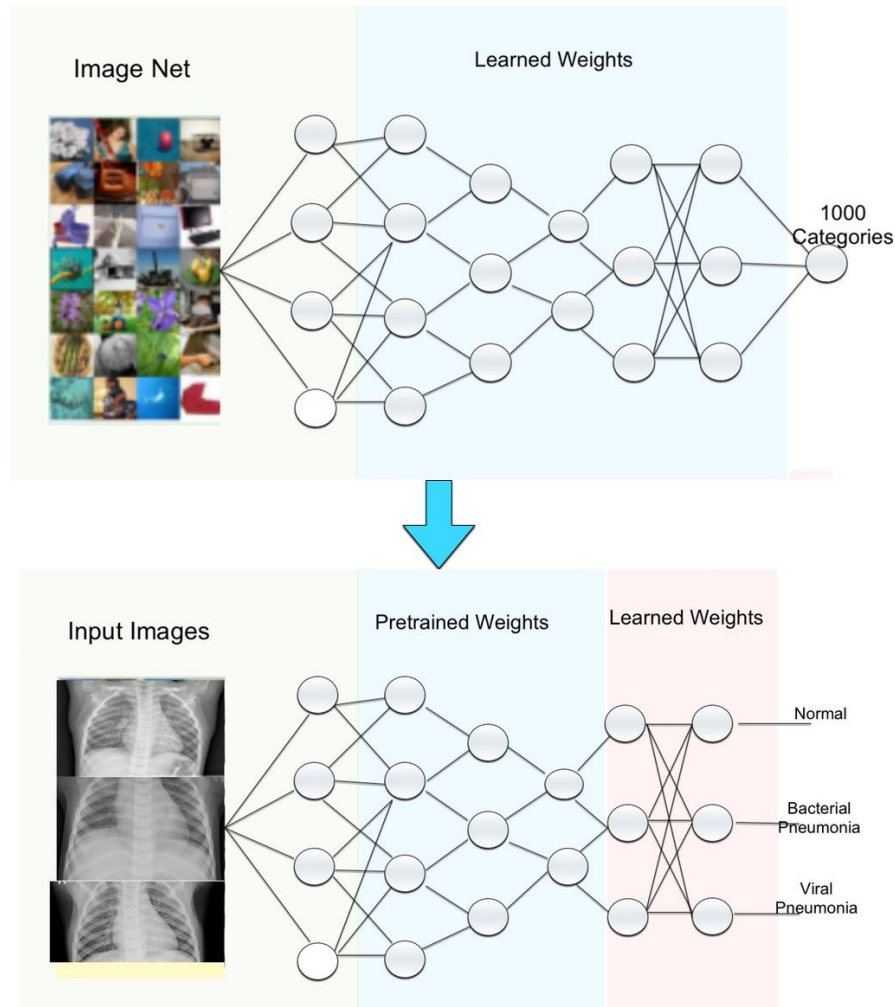 Image Net
Learned Weights
1000
Categories
Input Images
Pretrained Weights
Learned Weights
Normal
Bacterial
Pneumonia
Viral
Pneumonia